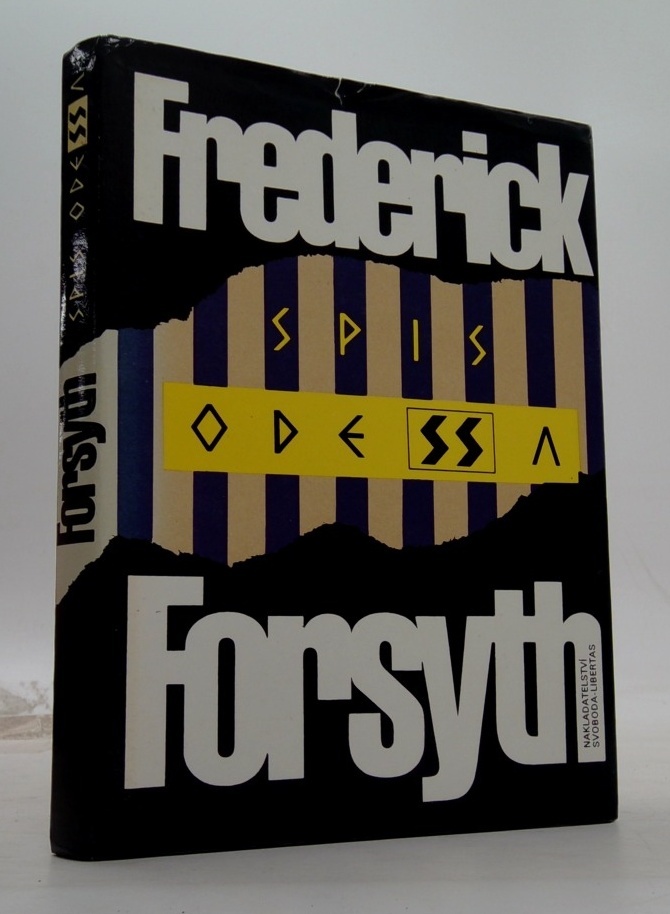 Frederick
SPIS
ODESSA
Forsyth
NAKLADATELSTVÍ
SVOBODA-LIBERTAS
Forsyth SPIS ODESSA